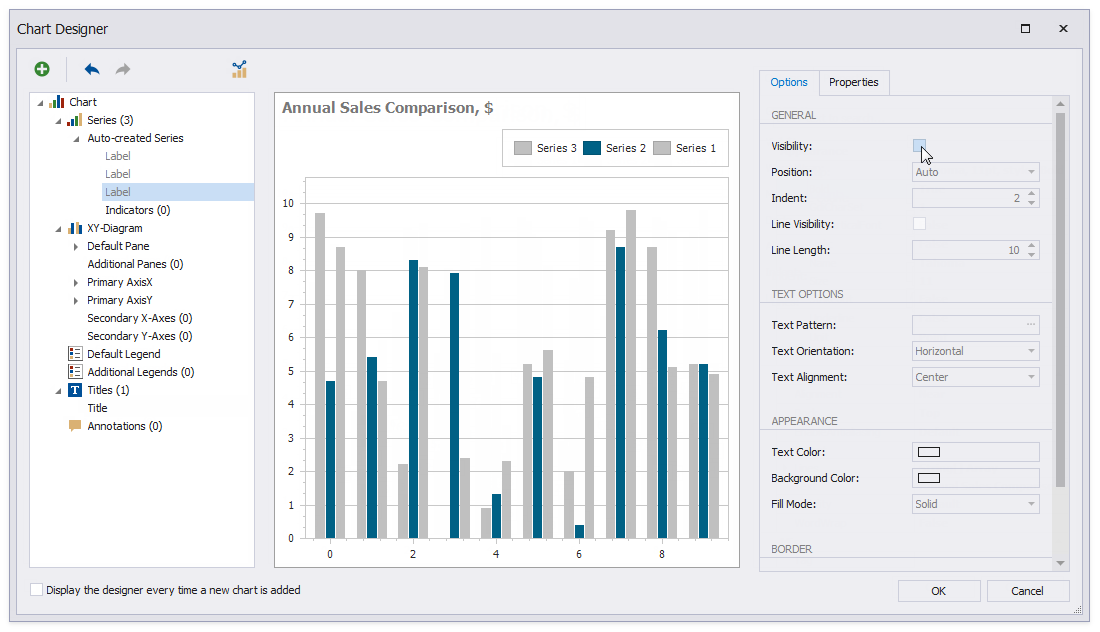 Chart Designer
Options
Properties
Chart
Series (3)
Auto-created Series
Label
Label
Label
Indicators (0)
XY-Diagram
Default Pane
Additional Panes (0)
Primary AxisX
Primary AxisY
Secondary X-Axes (0)
Secondary Y-Axes (0)
Default Legend
Additional Legends (0)
T Titles (1)
Title
Annotations (0)
Annual Sales Comparison, $
Series 3 Series 2 Series 1
10
9
8
7
6
5
4
3
2
1
0
0 2 4 6 8
GENERAL
Visibility:
Position: Auto
Indent: 2
Line Visibility:
Line Length: 10
TEXT OPTIONS
Text Pattern: ...
Text Orientation: Horizontal
Text Alignment: Center
APPEARANCE
Text Color:
Background Color:
Fill Mode: Solid
BORDER
Display the designer every time a new chart is added
OK
Cancel